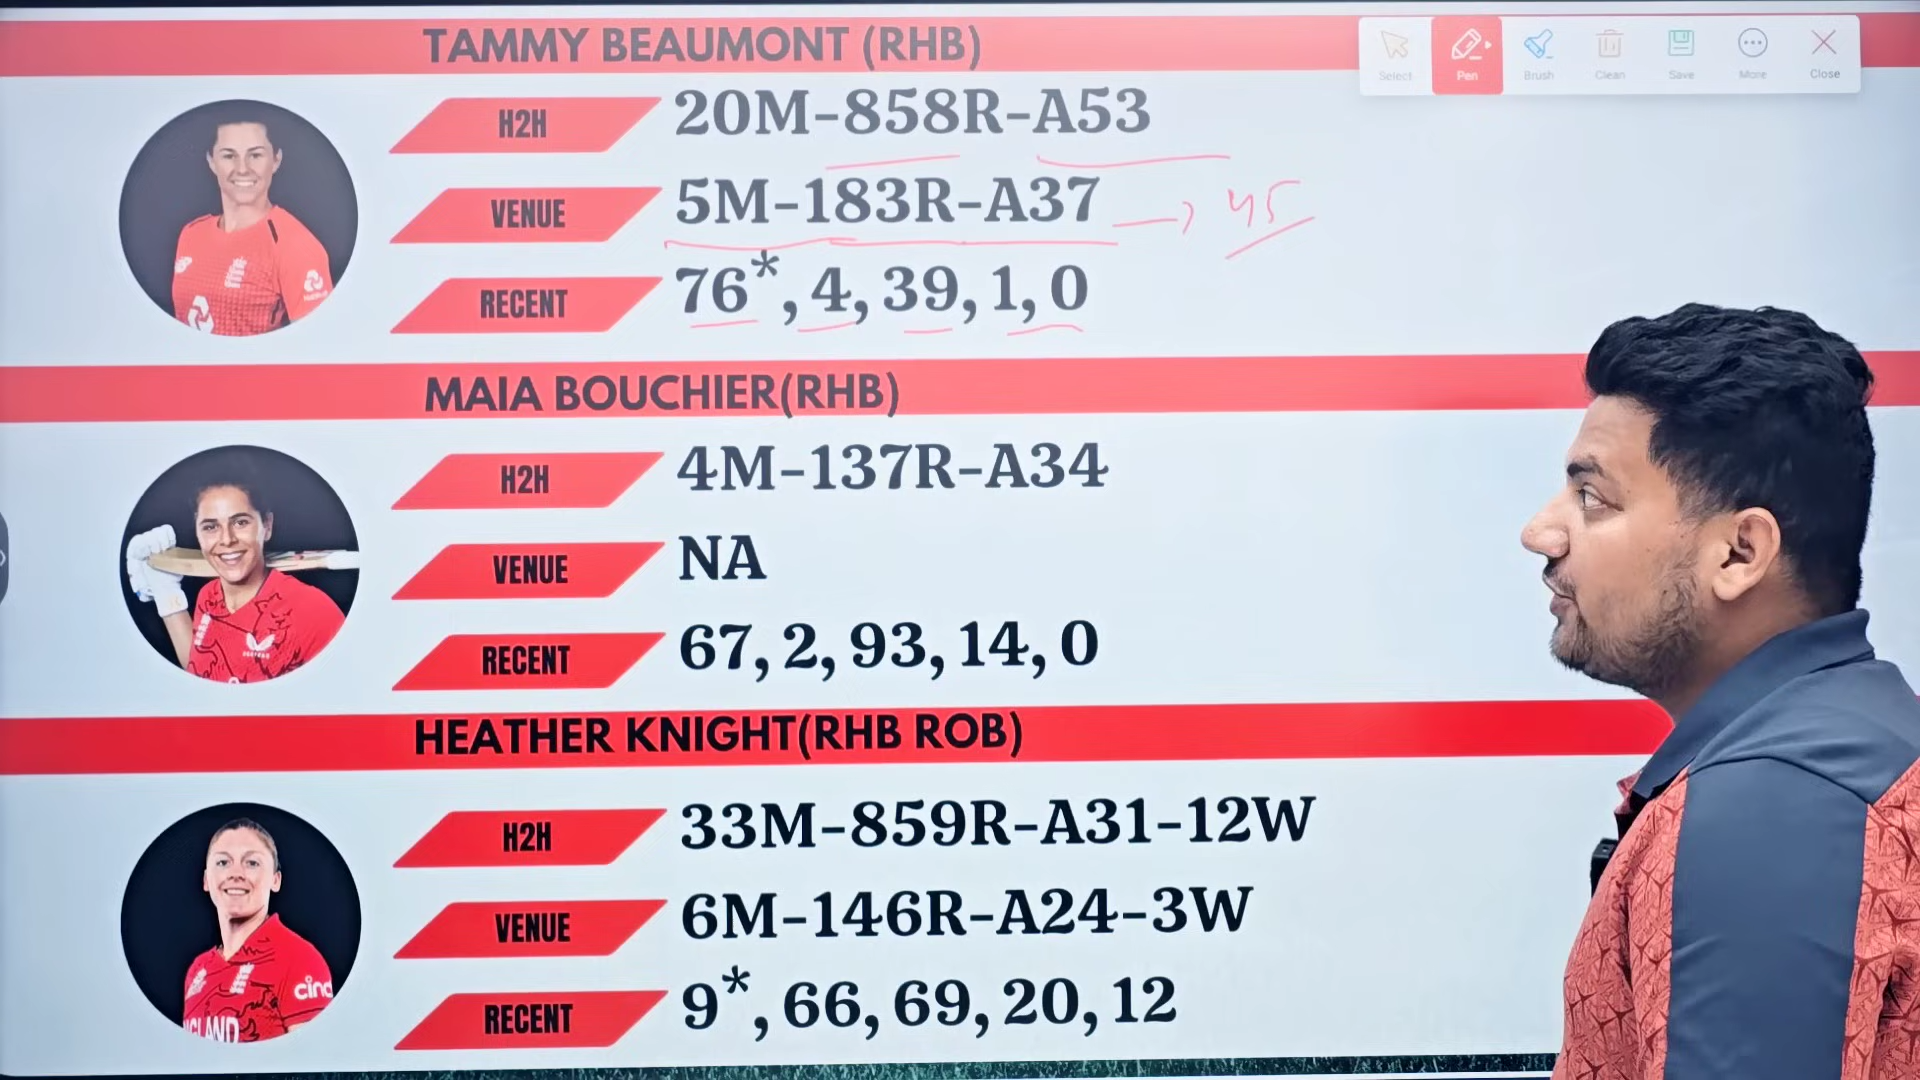 TAMMY BEAUMONT (RHB)
Select Pen Brush Clean Save More Close
H2H 20M-858R-A53
VENUE 5M-183R-A37 → 45
RECENT 76*, 4, 39, 1, 0
MAIA BOUCHIER(RHB)
H2H 4M-137R-A34
VENUE NA
RECENT 67, 2, 93, 14, 0
HEATHER KNIGHT(RHB ROB)
H2H 33M-859R-A31-12W
VENUE 6M-146R-A24-3W
cinc
RECENT 9*, 66, 69, 20, 12
GLAND